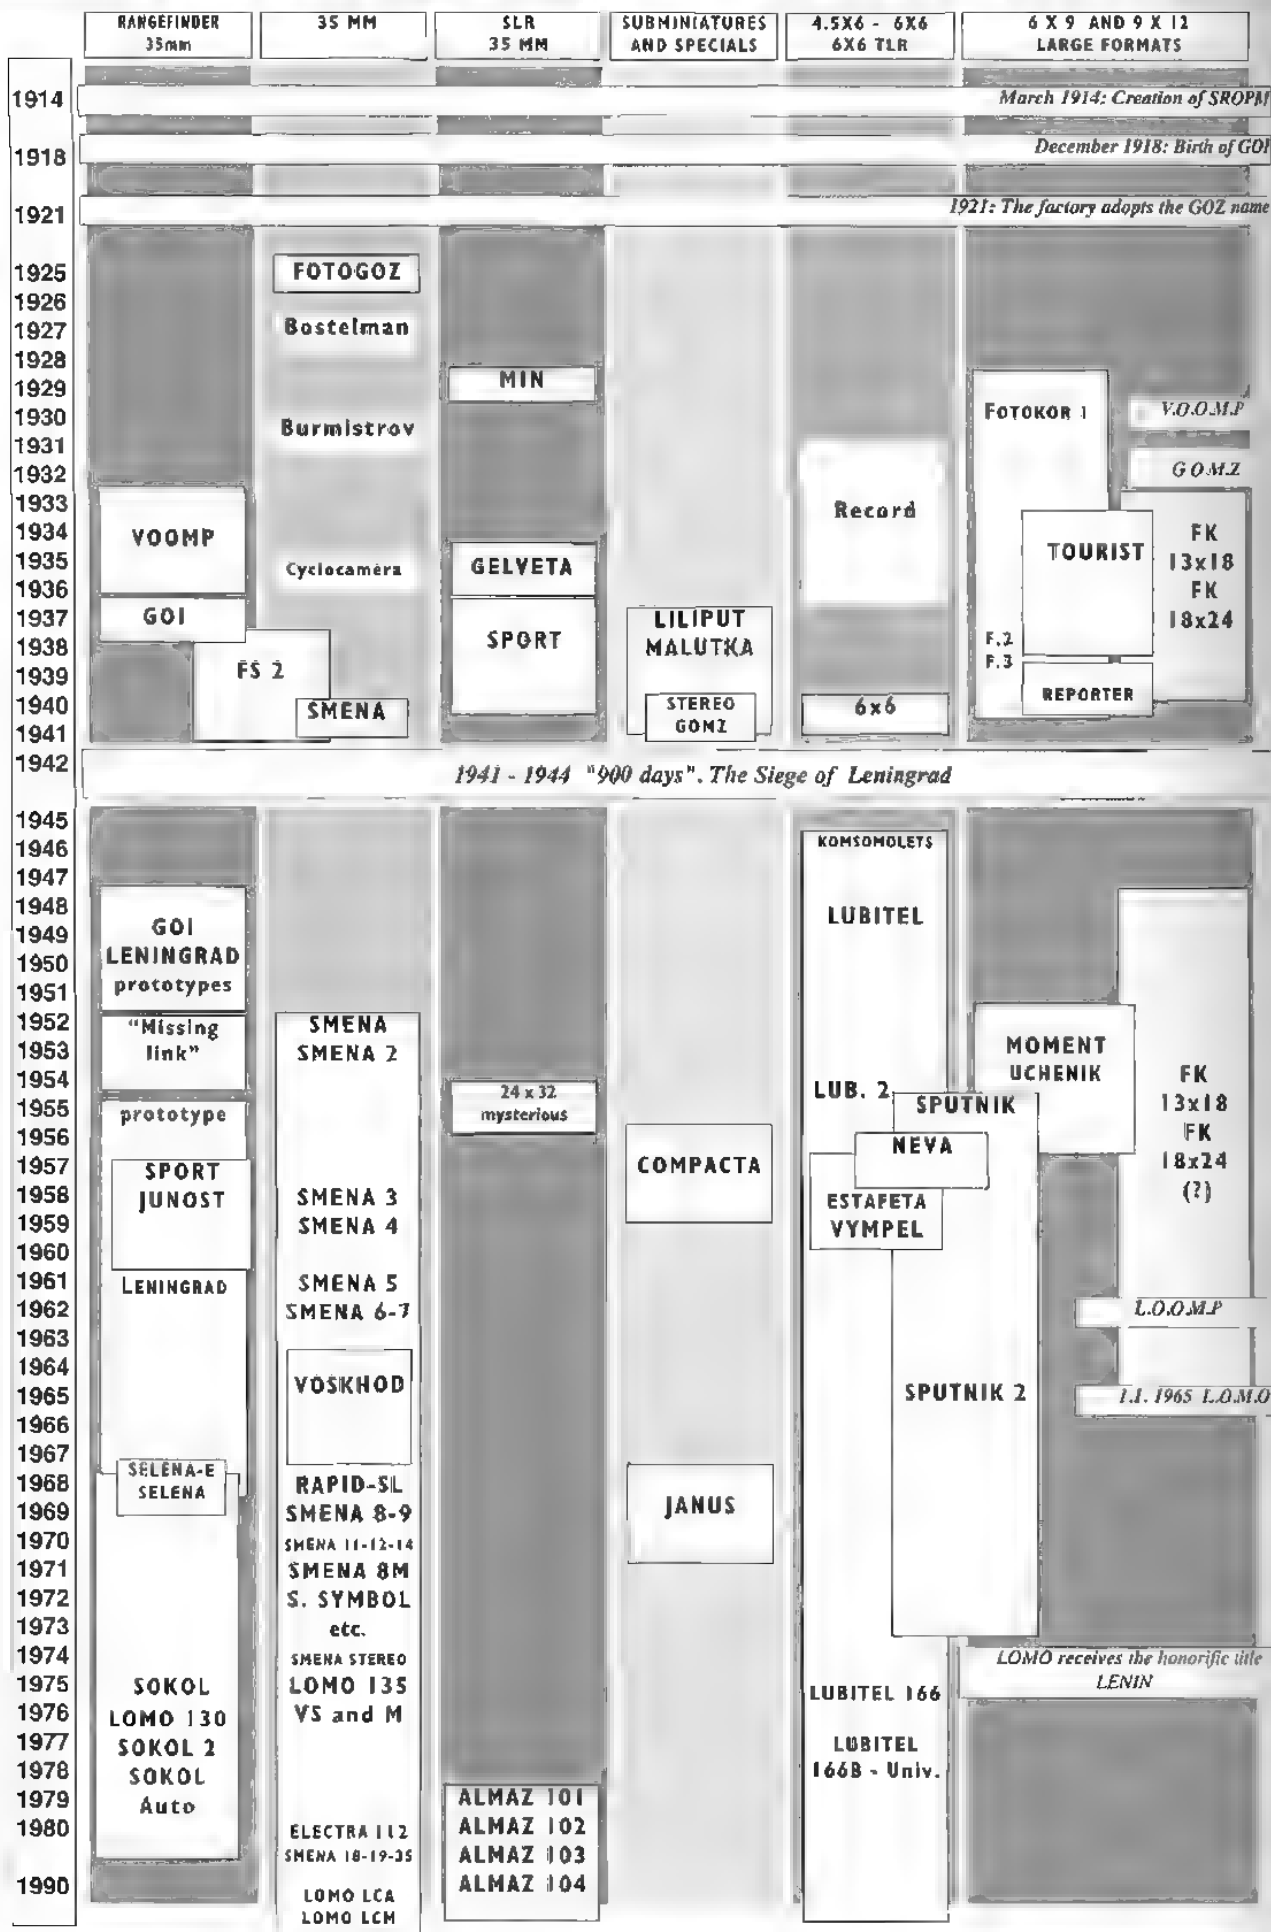 RANGEFINDER
35mm
35 MM
SLR
35 MM
SUBMINIATURES
AND SPECIALS
4.5X6 - 6X6
6X6 TLR
6 X 9 AND 9 X 12
LARGE FORMATS
1914
March 1914: Creation of SROPM
1918
December 1918: Birth of GOI
1921
1921: The factory adopts the GOZ name
1925
1926
1927
1928
1929
1930
1931
1932
1933
1934
1935
1936
1937
1938
1939
1940
1941
1942
VOOMP
GOI
FS 2
FOTOGOZ
Bostelman
Burmistrov
Cyclocamera
SMENA
MIN
GELVETA
SPORT
LILIPUT
MALUTKA
STEREO
GOMZ
Record
6x6
FOTOKOR 1
F.2
F.3
TOURIST
REPORTER
V.O.O.M.P
G O.M.Z
FK
13x18
FK
18x24
1941 - 1944 "900 days". The Siege of Leningrad
1945
1946
1947
1948
1949
1950
1951
1952
1953
1954
1955
1956
1957
1958
1959
1960
1961
1962
1963
1964
1965
1966
1967
1968
1969
1970
1971
1972
1973
1974
1975
1976
1977
1978
1979
1980
1990
GOI
LENINGRAD
prototypes
"Missing
link"
prototype
SPORT
JUNOST
LENINGRAD
SELENA-E
SELENA
SOKOL
LOMO 130
SOKOL 2
SOKOL
Auto
SMENA
SMENA 2
SMENA 3
SMENA 4
SMENA 5
SMENA 6-7
VOSKHOD
RAPID-SL
SMENA 8-9
SMENA 11-12-14
SMENA 8M
S. SYMBOL
etc.
SMENA STEREO
LOMO 135
VS and M
ELECTRA 112
SMENA 18-19-35
LOMO LCA
LOMO LCM
24 x 32
mysterious
ALMAZ 101
ALMAZ 102
ALMAZ 103
ALMAZ 104
COMPACTA
JANUS
KOMSOMOLETS
LUBITEL
LUB. 2
SPUTNIK
NEVA
ESTAFETA
VYMPEL
SPUTNIK 2
LUBITEL 166
LUBITEL
166B - Univ.
MOMENT
UCHENIK
FK
13x18
FK
18x24
(?)
L.O.O.M.P
1.1. 1965 L.O.M.O
LOMO receives the honorific title
LENIN